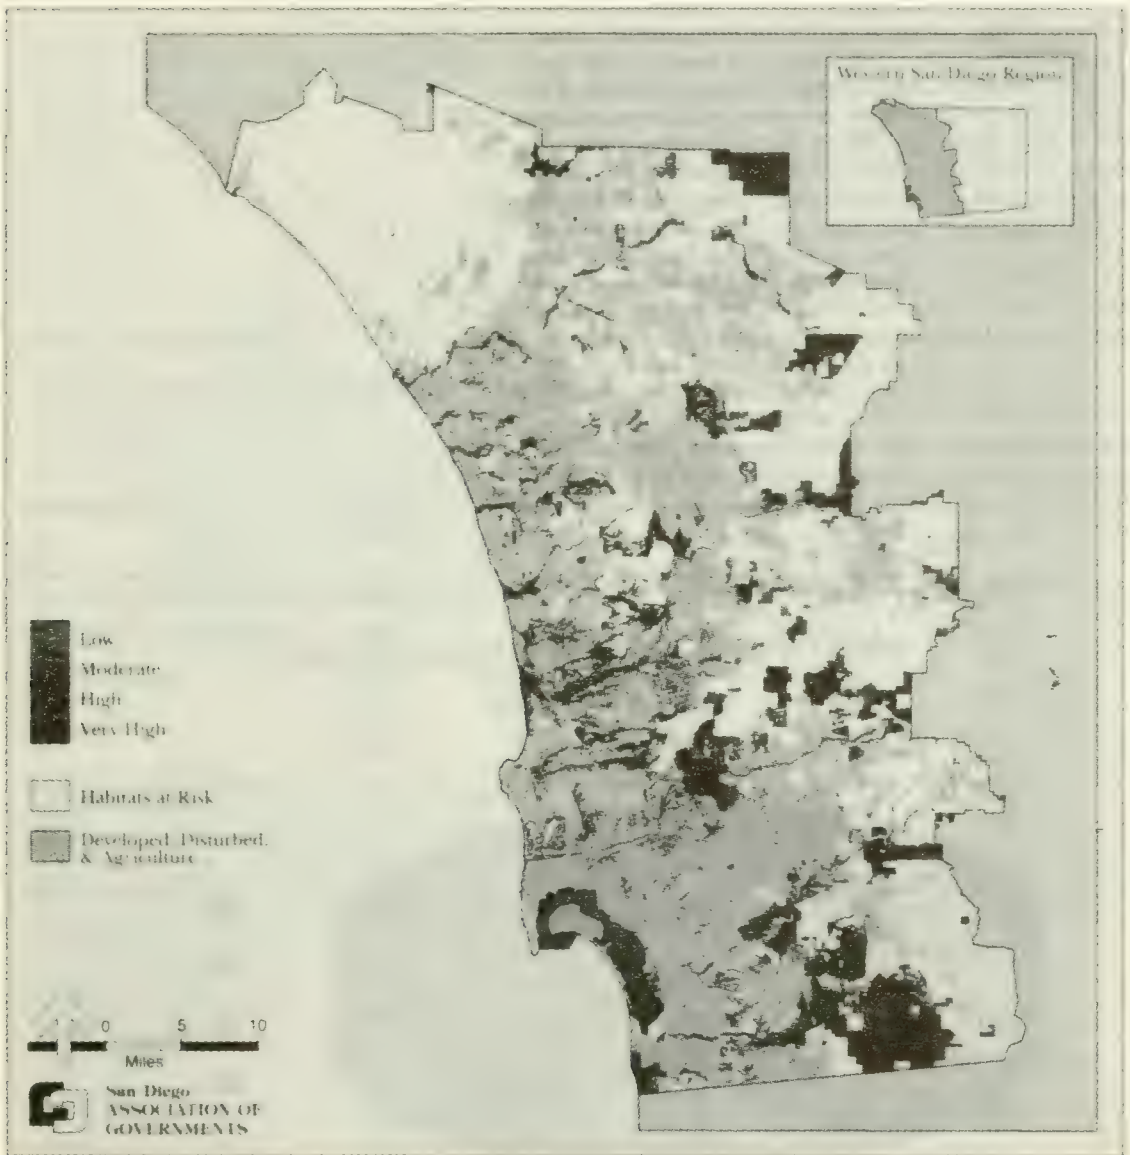 Western San Diego Region
Low
Moderate
High
Very High
Habitats at Risk
Developed, Disturbed,
& Agriculture
0 5 10
Miles
San Diego
ASSOCIATION OF
GOVERNMENTS